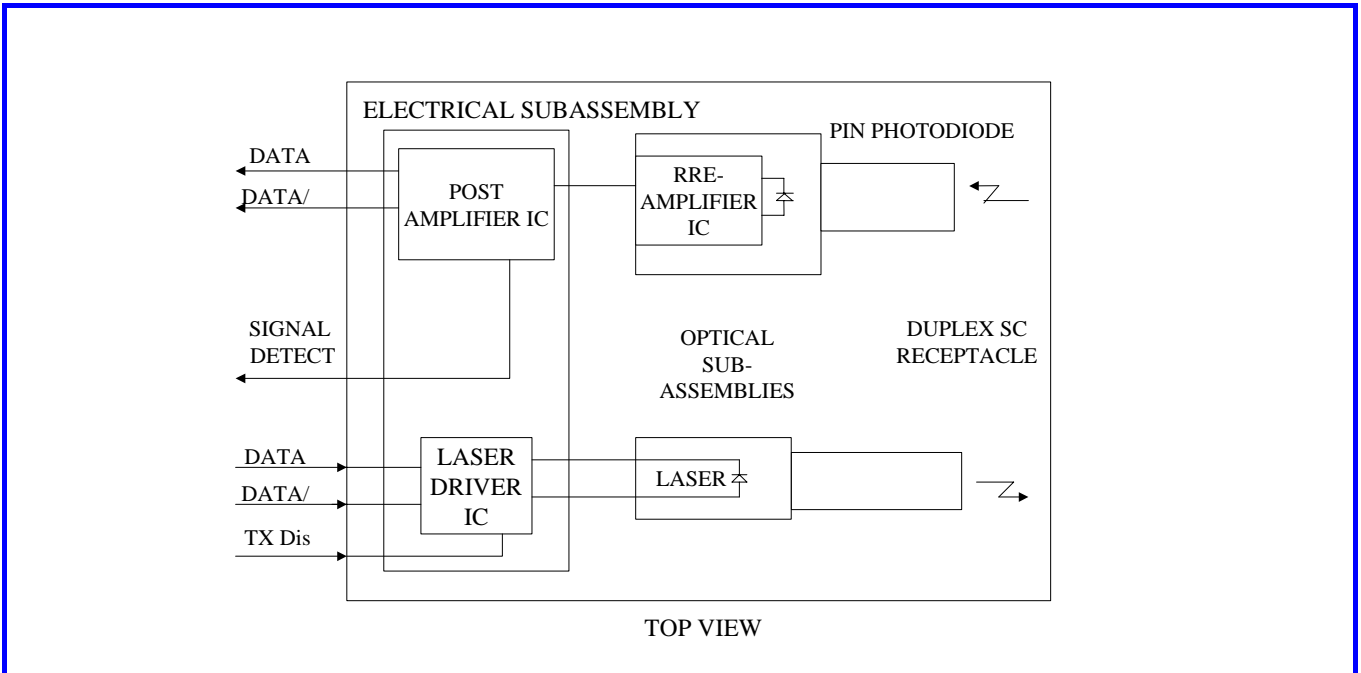 ELECTRICAL SUBASSEMBLY
PIN PHOTODIODE
DATA
DATA/
POST
AMPLIFIER IC
RRE-
AMPLIFIER
IC
SIGNAL
DETECT
OPTICAL
SUB-
ASSEMBLIES
DUPLEX SC
RECEPTACLE
DATA
DATA/
TX Dis
LASER
DRIVER
IC
LASER
TOP VIEW